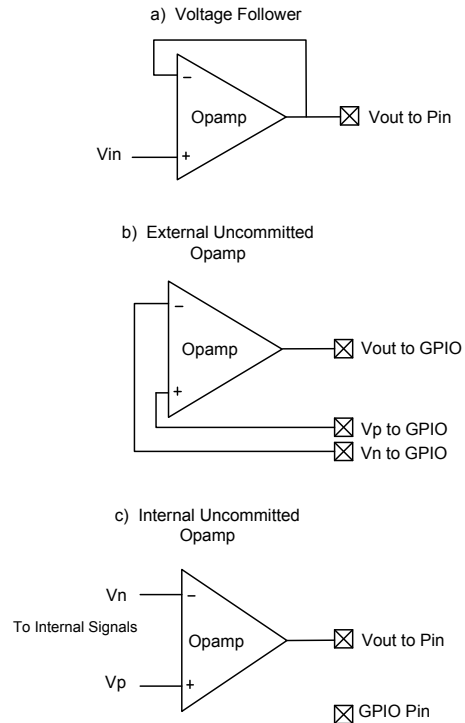 a) Voltage Follower
−
Opamp
Vout to Pin
Vin
+
b) External Uncommitted
Opamp
−
Opamp
Vout to GPIO
+
Vp to GPIO
Vn to GPIO
c) Internal Uncommitted
Opamp
Vn
−
To Internal Signals
Opamp
Vout to Pin
Vp
+
GPIO Pin